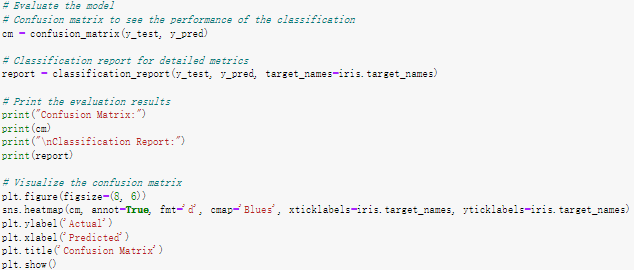 # Evaluate the model
# Confusion matrix to see the performance of the classification
cm = confusion_matrix(y_test, y_pred)
# Classification report for detailed metrics
report = classification_report(y_test, y_pred, target_names=iris.target_names)
# Print the evaluation results
print("Confusion Matrix:")
print(cm)
print("\nClassification Report:")
print(report)
# Visualize the confusion matrix
plt.figure(figsize=(8, 6))
sns.heatmap(cm, annot=True, fmt='d', cmap='Blues', xticklabels=iris.target_names, yticklabels=iris.target_names)
plt.ylabel('Actual')
plt.xlabel('Predicted')
plt.title('Confusion Matrix')
plt.show()